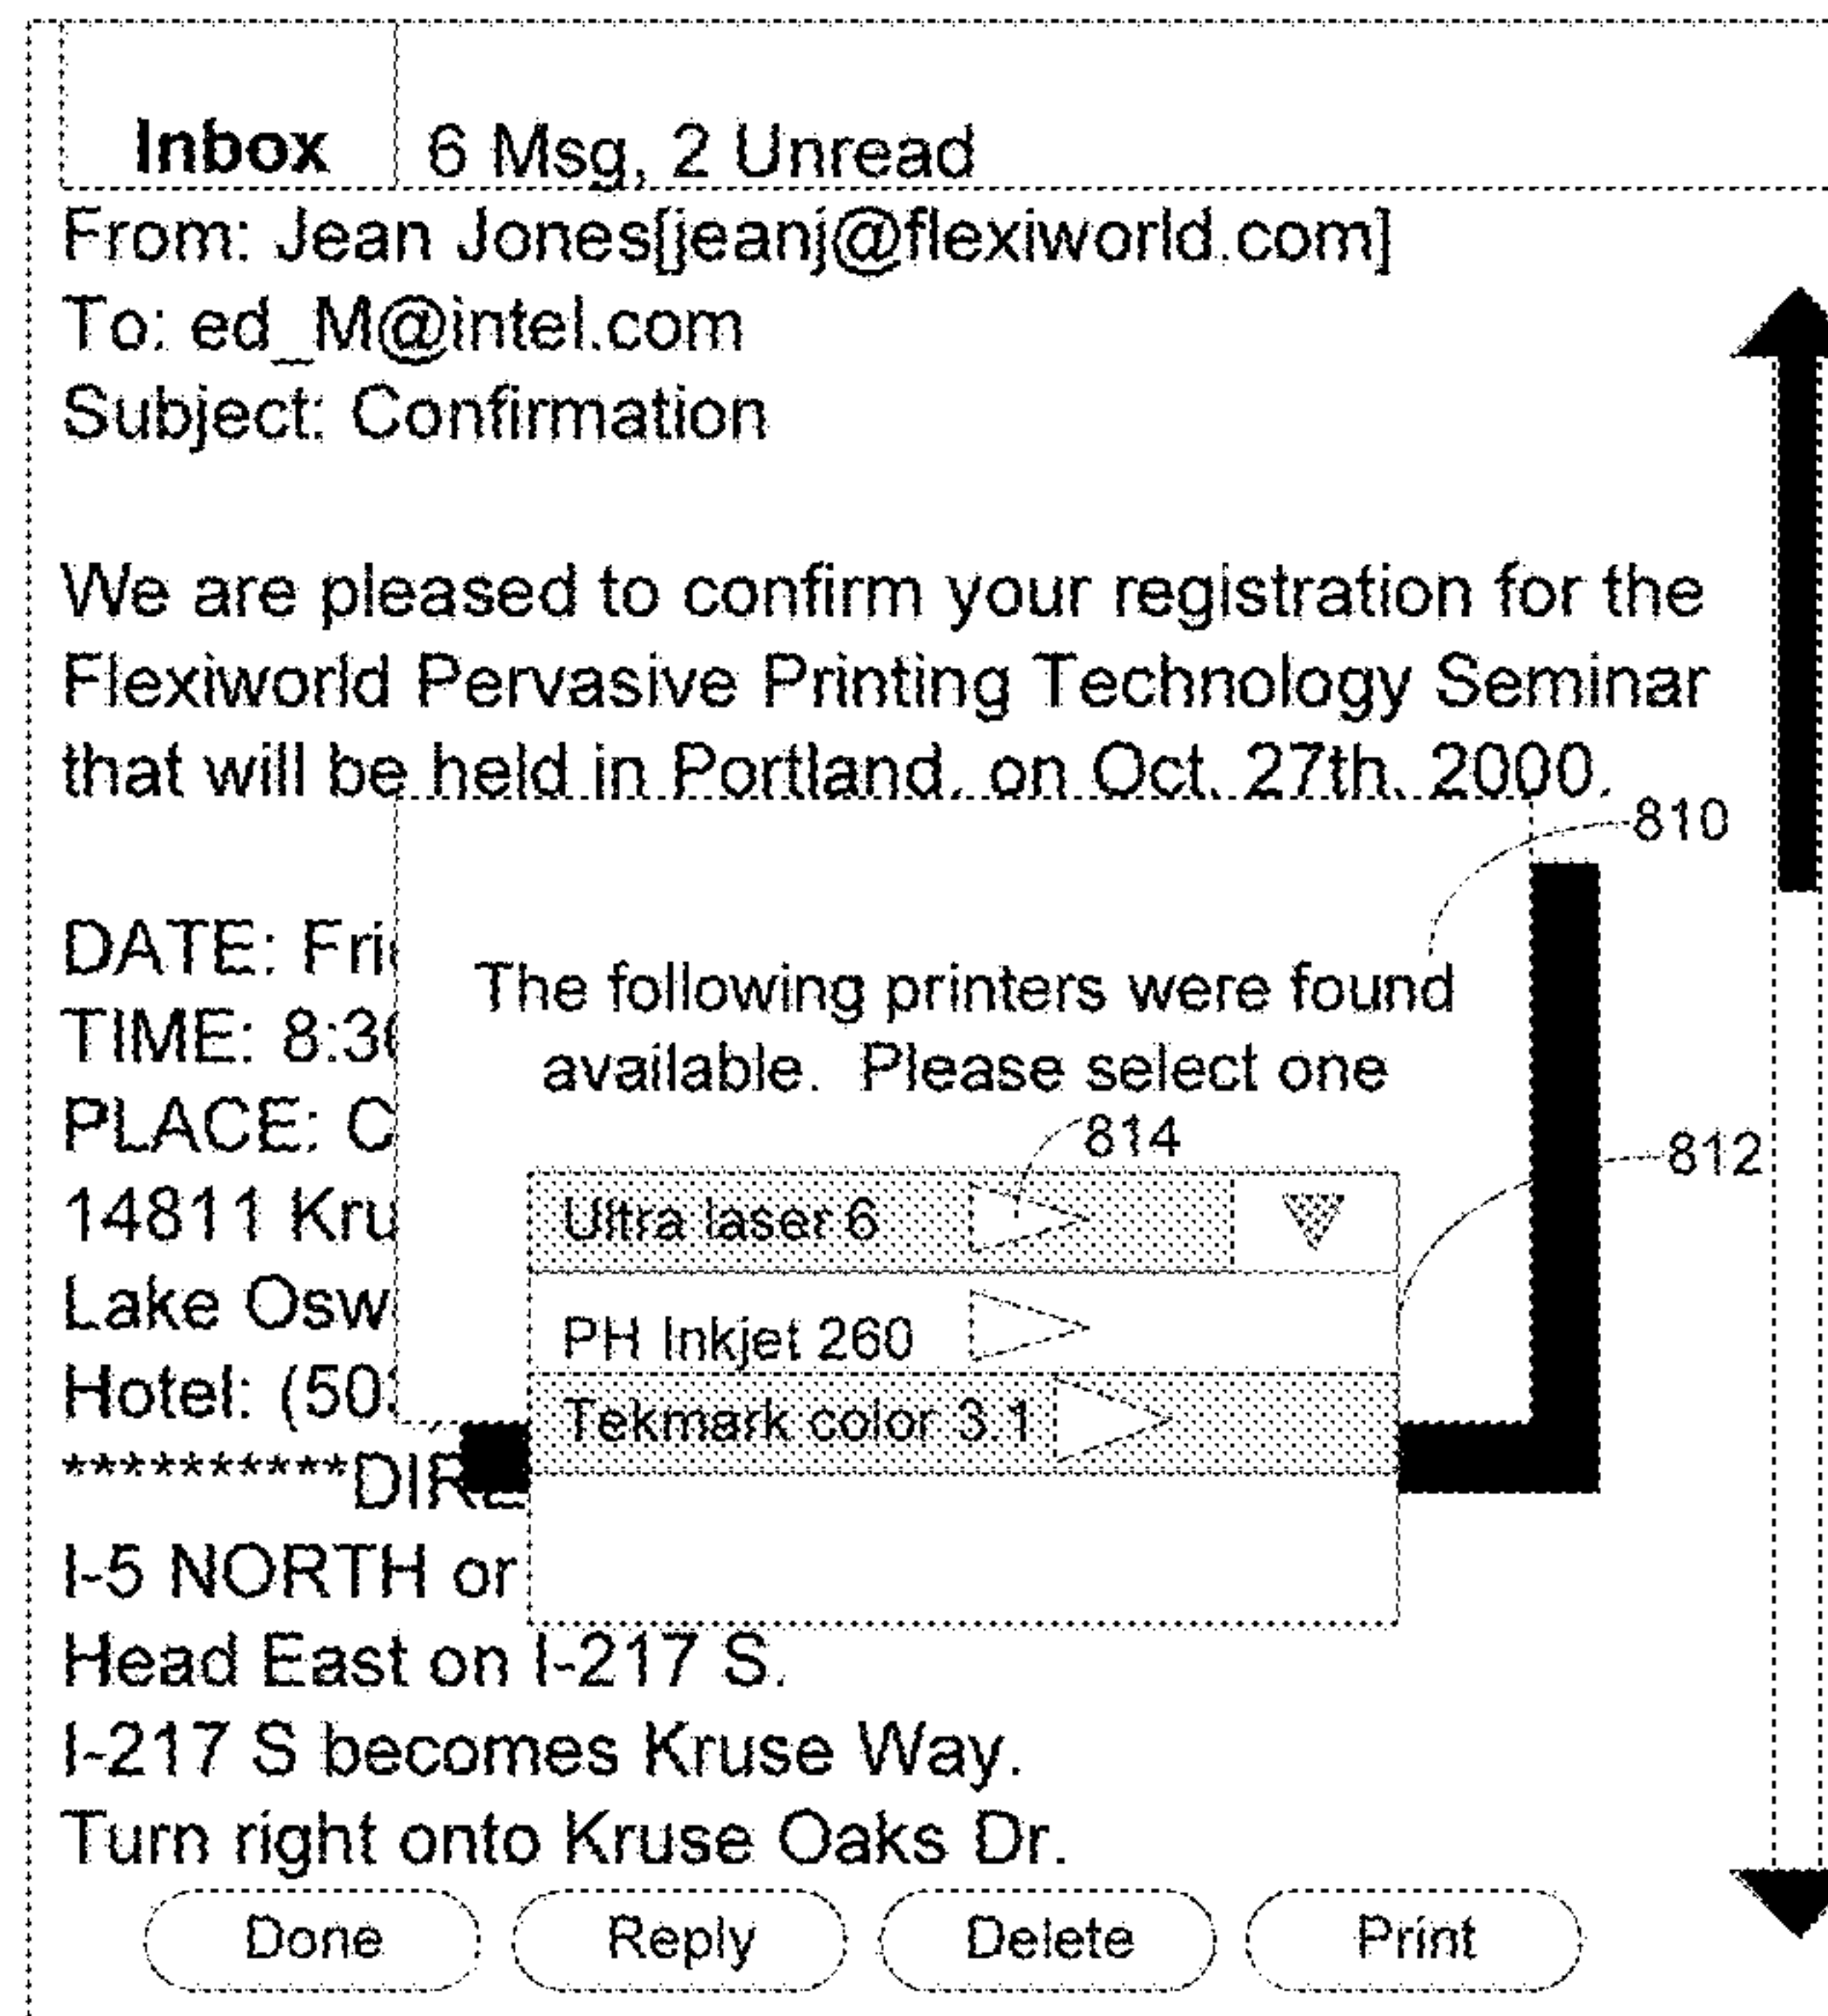 Inbox 6 Msg, 2 Unread
From: Jean Jones[jeanj@flexiworld.com]
To: ed_M@intel.com
Subject: Confirmation
We are pleased to confirm your registration for the
Flexiworld Pervasive Printing Technology Seminar
that will be held in Portland, on Oct. 27th, 2000.
810
DATE: Fri
TIME: 8:30
PLACE: C
14811 Kru
Lake Osw
Hotel: (503
**********DIRE
The following printers were found
available. Please select one
814
812
Ultra laser 6
PH Inkjet 260
Tekmark color 3.1
I-5 NORTH or
Head East on I-217 S.
I-217 S becomes Kruse Way.
Turn right onto Kruse Oaks Dr.
Done Reply Delete Print